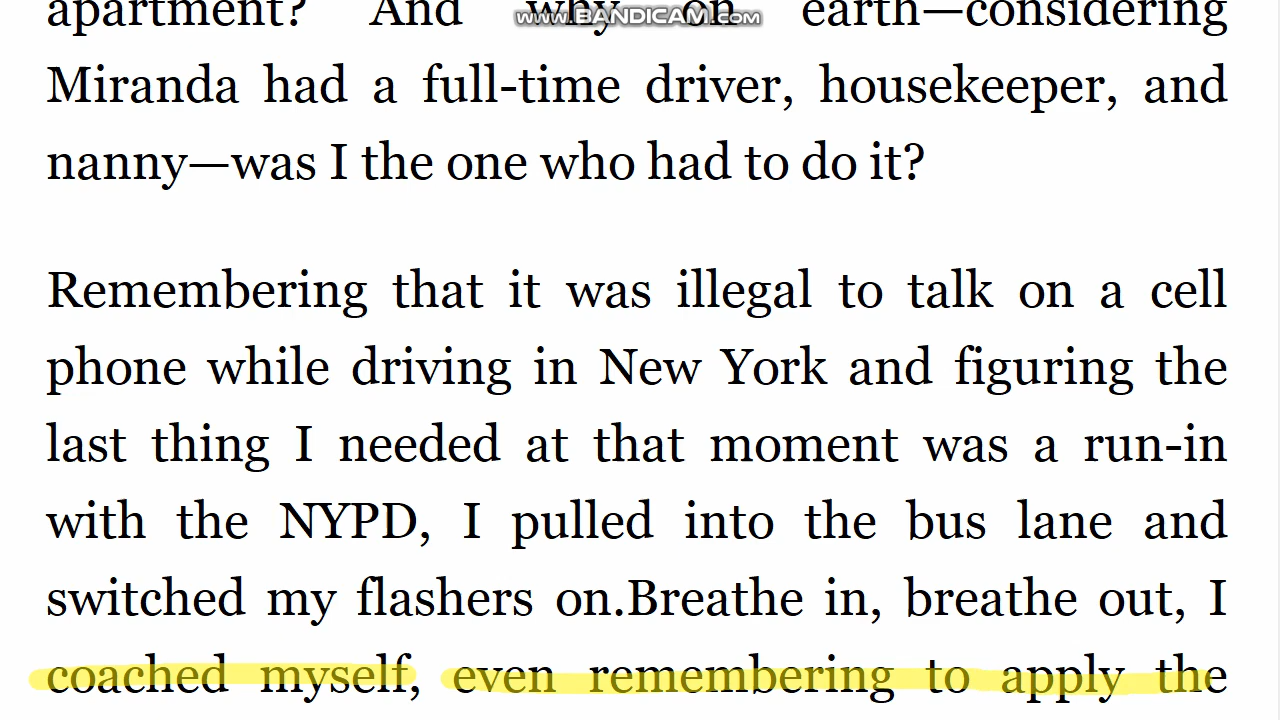 www.BANDICAM.com
apartment? And why on earth—considering
Miranda had a full-time driver, housekeeper, and
nanny—was I the one who had to do it?
Remembering that it was illegal to talk on a cell
phone while driving in New York and figuring the
last thing I needed at that moment was a run-in
with the NYPD, I pulled into the bus lane and
switched my flashers on.Breathe in, breathe out, I
coached myself, even remembering to apply the